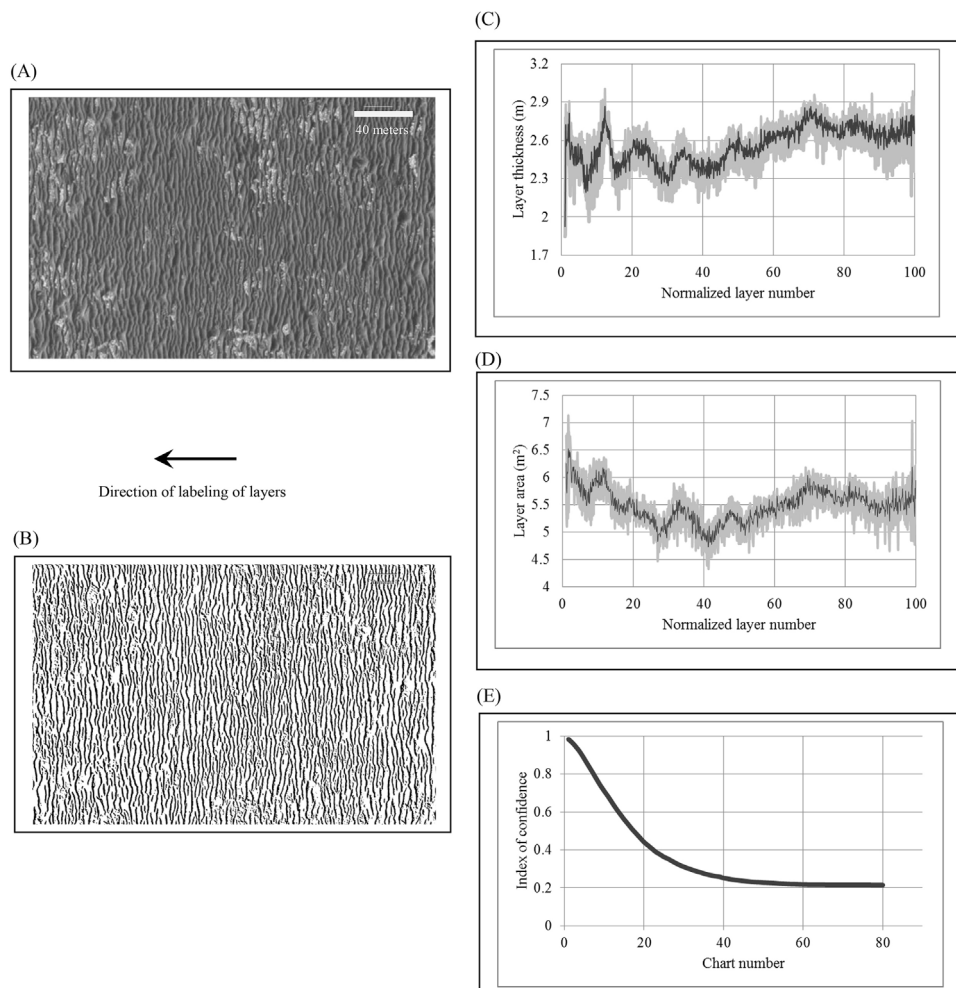 (A)
40 meters
Direction of labeling of layers
(B)
(C)
3.2
2.9
2.6
2.3
2
1.7
0 20 40 60 80 100
Layer thickness (m)
Normalized layer number
(D)
7.5
7
6.5
6
5.5
5
4.5
4
0 20 40 60 80 100
Layer area (m²)
Normalized layer number
(E)
1
0.8
0.6
0.4
0.2
0
0 20 40 60 80
Index of confidence
Chart number